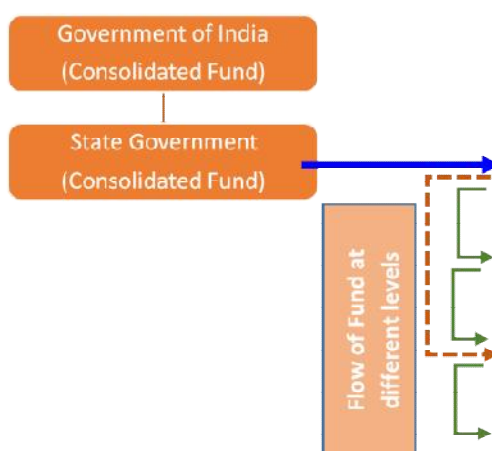 Government of India
(Consolidated Fund)
State Government
(Consolidated Fund)
Flow of Fund at
different levels